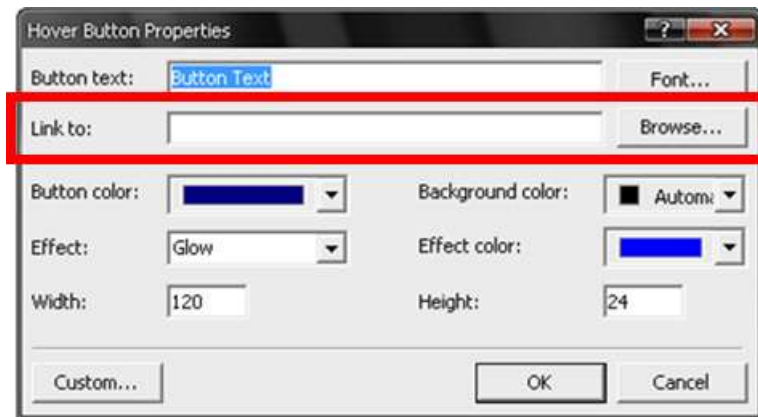 Hover Button Properties ?
Button text: Button Text Font...
Link to: Browse...
Button color: Background color: Automa
Effect: Glow Effect color:
Width: 120 Height: 24
Custom... OK Cancel